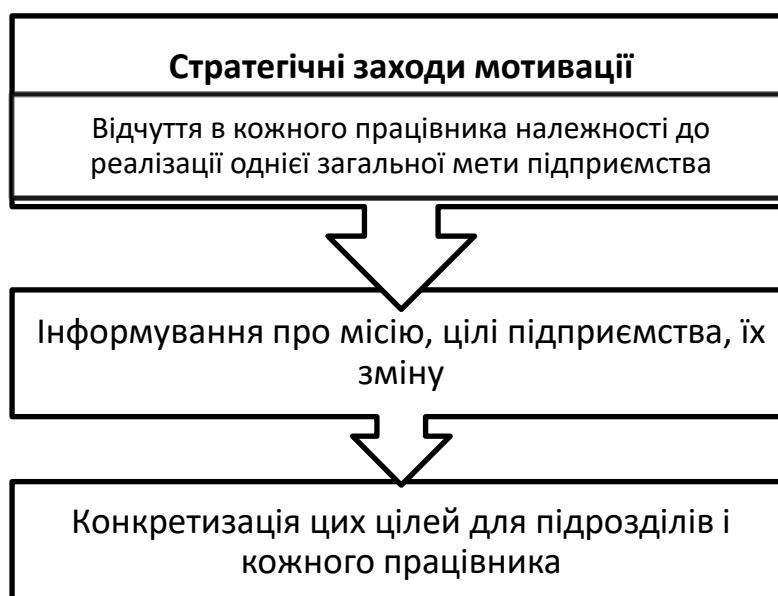 Стратегічні заходи мотивації
Відчуття в кожного працівника належності до
реалізації однієї загальної мети підприємства
Інформування про місію, цілі підприємства, їх
зміну
Конкретизація цих цілей для підрозділів і
кожного працівника